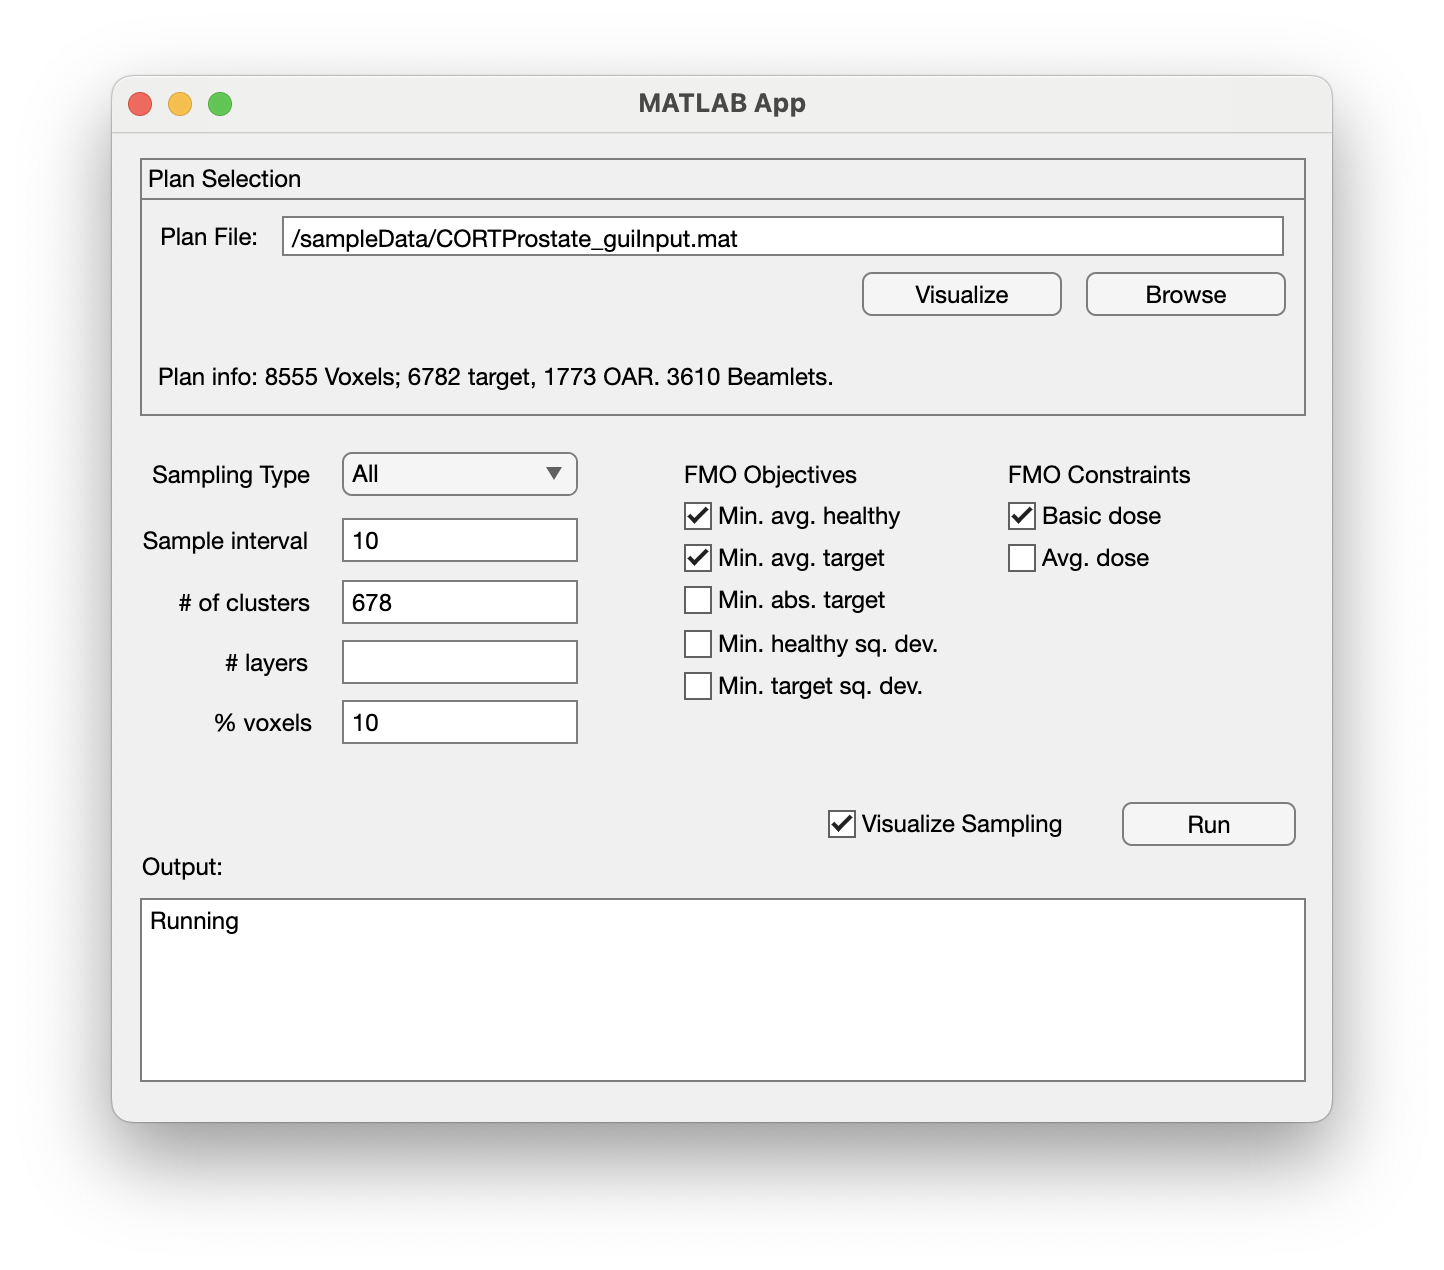 MATLAB App
Plan Selection
Plan File: /sampleData/CORTProstate_guiInput.mat
Visualize Browse
Plan info: 8555 Voxels; 6782 target, 1773 OAR. 3610 Beamlets.
Sampling Type All FMO Objectives FMO Constraints
Min. avg. healthy Basic dose
Sample interval 10
Min. avg. target Avg. dose
# of clusters 678 Min. abs. target
# layers Min. healthy sq. dev.
Min. target sq. dev.
% voxels 10
Visualize Sampling Run
Output:
Running